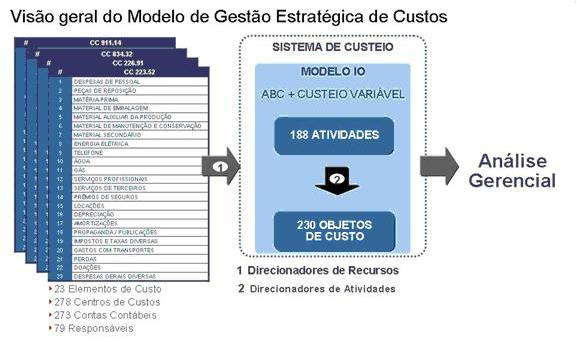 Visão geral do Modelo de Gestão Estratégica de Custos
# CC 911.14
# CC 834.32
# CC 226.91
# CC 223.52
1 DESPESAS DE PESSOAL
2 PEÇAS DE REPOSIÇÃO
3 MATÉRIA PRIMA
4 MATERIAL DE EMBALAGEM
5 MATERIAL AUXILIAR DA PRODUÇÃO
6 MATERIAL DE MANUTENÇÃO E CONSERVAÇÃO
7 MATERIAL SECUNDÁRIO
8 ENERGIA ELÉTRICA
9 TELEFONE
10 ÁGUA
11 GÁS
12 SERVIÇOS PROFISSIONAIS
13 SERVIÇOS DE TERCEIROS
14 PRÊMIOS DE SEGUROS
15 LOCAÇÕES
16 DEPRECIAÇÃO
17 AMORTIZAÇÕES
18 PROPAGANDA / PUBLICAÇÕES
19 IMPOSTOS E TAXAS DIVERSAS
20 GASTOS COM TRANSPORTES
21 PERDAS
22 DOAÇÕES
23 DESPESAS GERAIS DIVERSAS
23 Elementos de Custo
278 Centros de Custos
273 Contas Contábeis
79 Responsáveis
1
SISTEMA DE CUSTEIO
MODELO IO
ABC + CUSTEIO VARIÀVEL
188 ATIVIDADES
2
230 OBJETOS
DE CUSTO
1 Direcionadores de Recursos
2 Direcionadores de Atividades
Análise
Gerencial